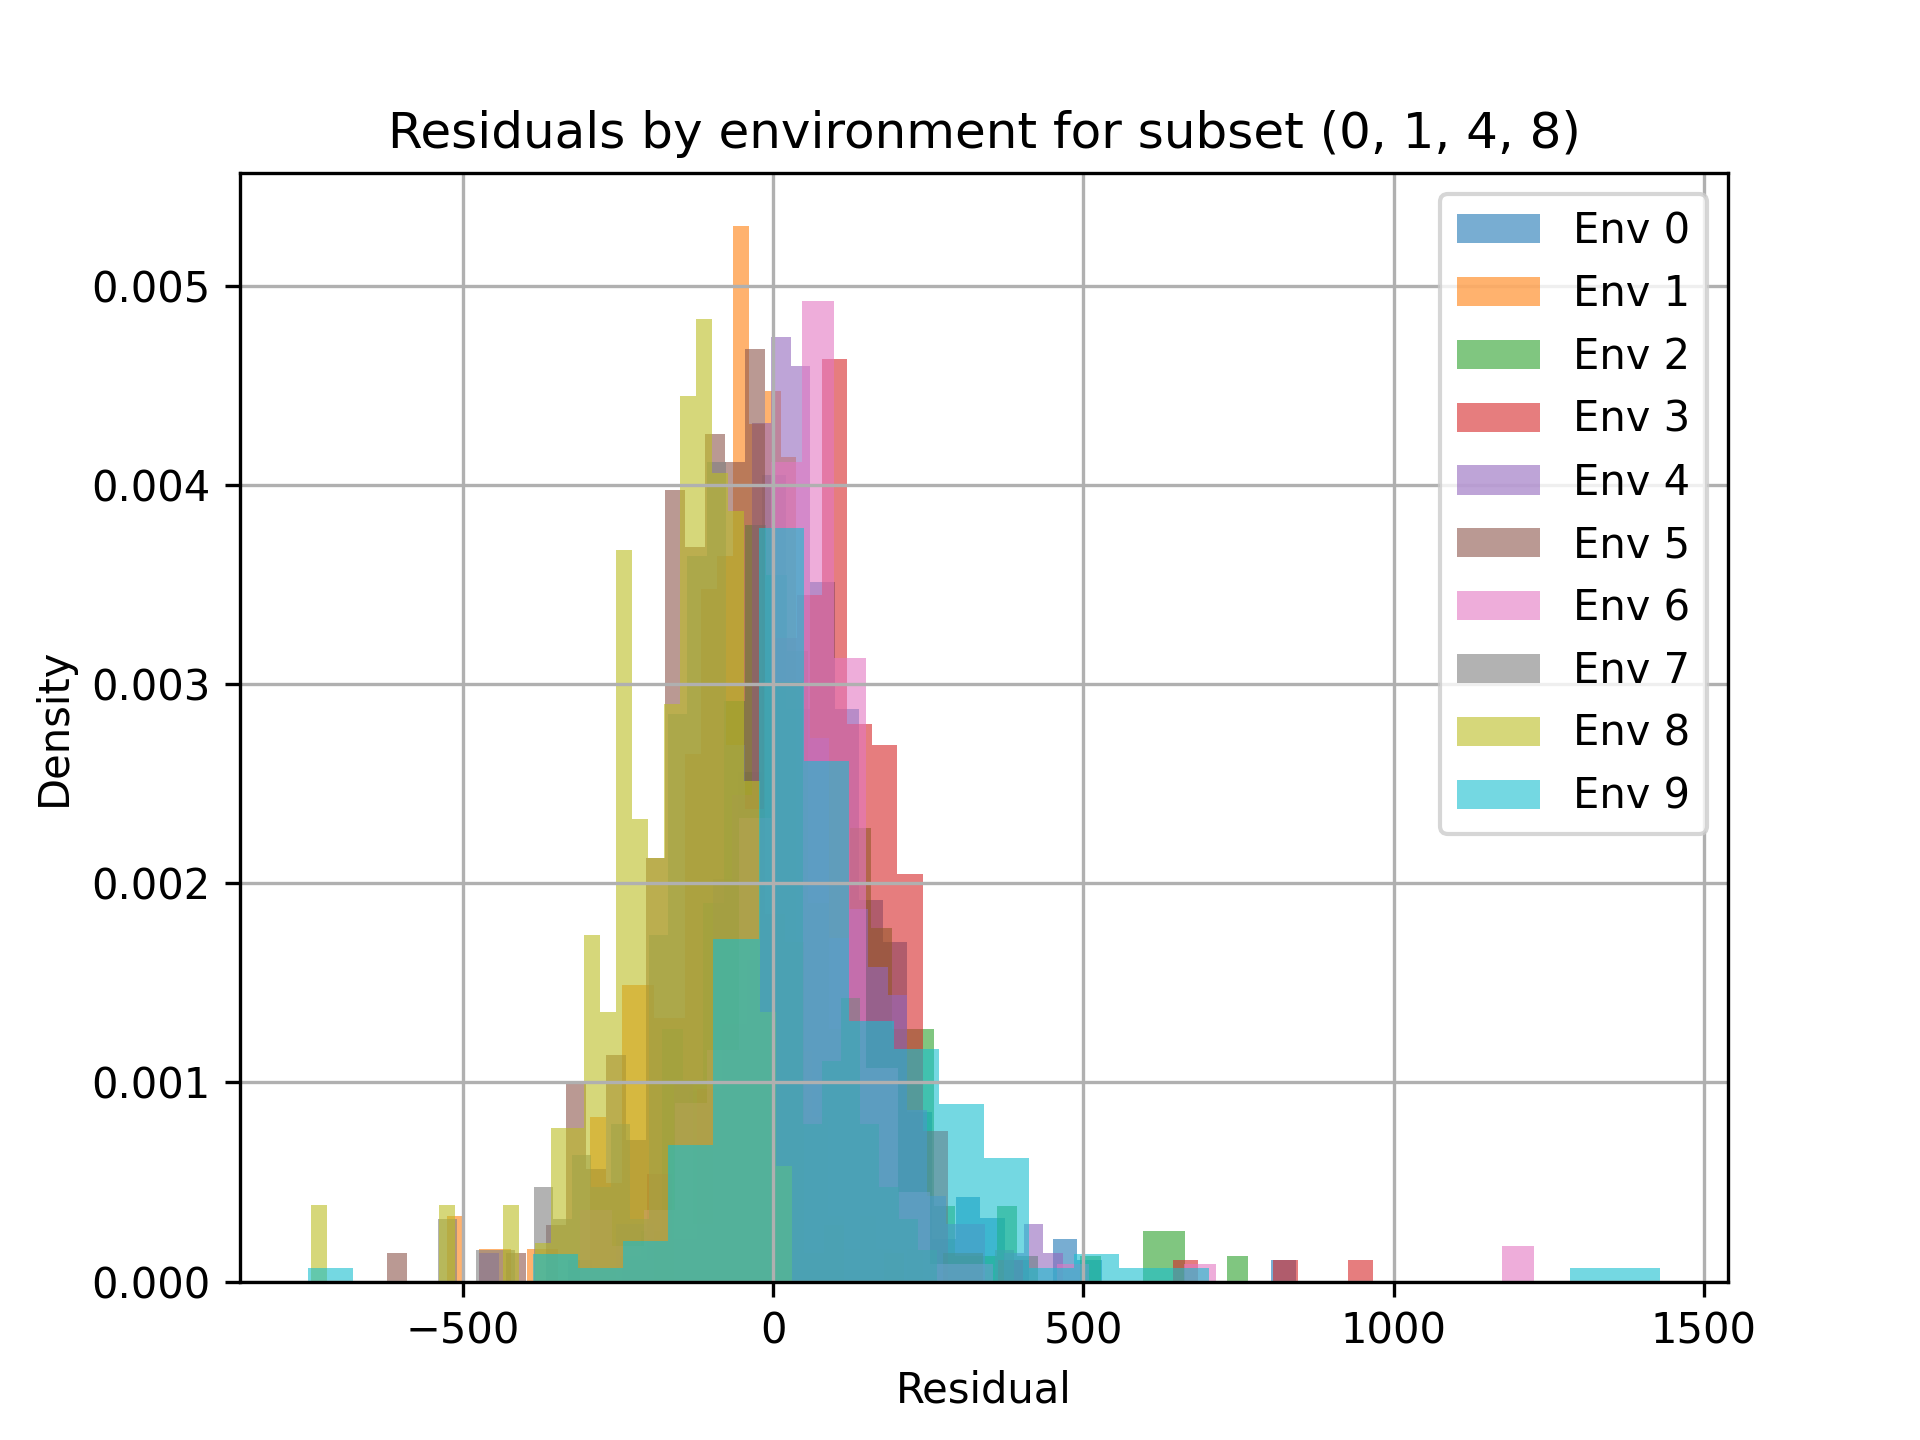 Residuals by environment for subset (0, 1, 4, 8)
Env 0
Env 1
Env 2
Env 3
Env 4
Env 5
Env 6
Env 7
Env 8
Env 9
0.005
0.004
0.003
0.002
0.001
0.000
Density
−500 0 500 1000 1500
Residual